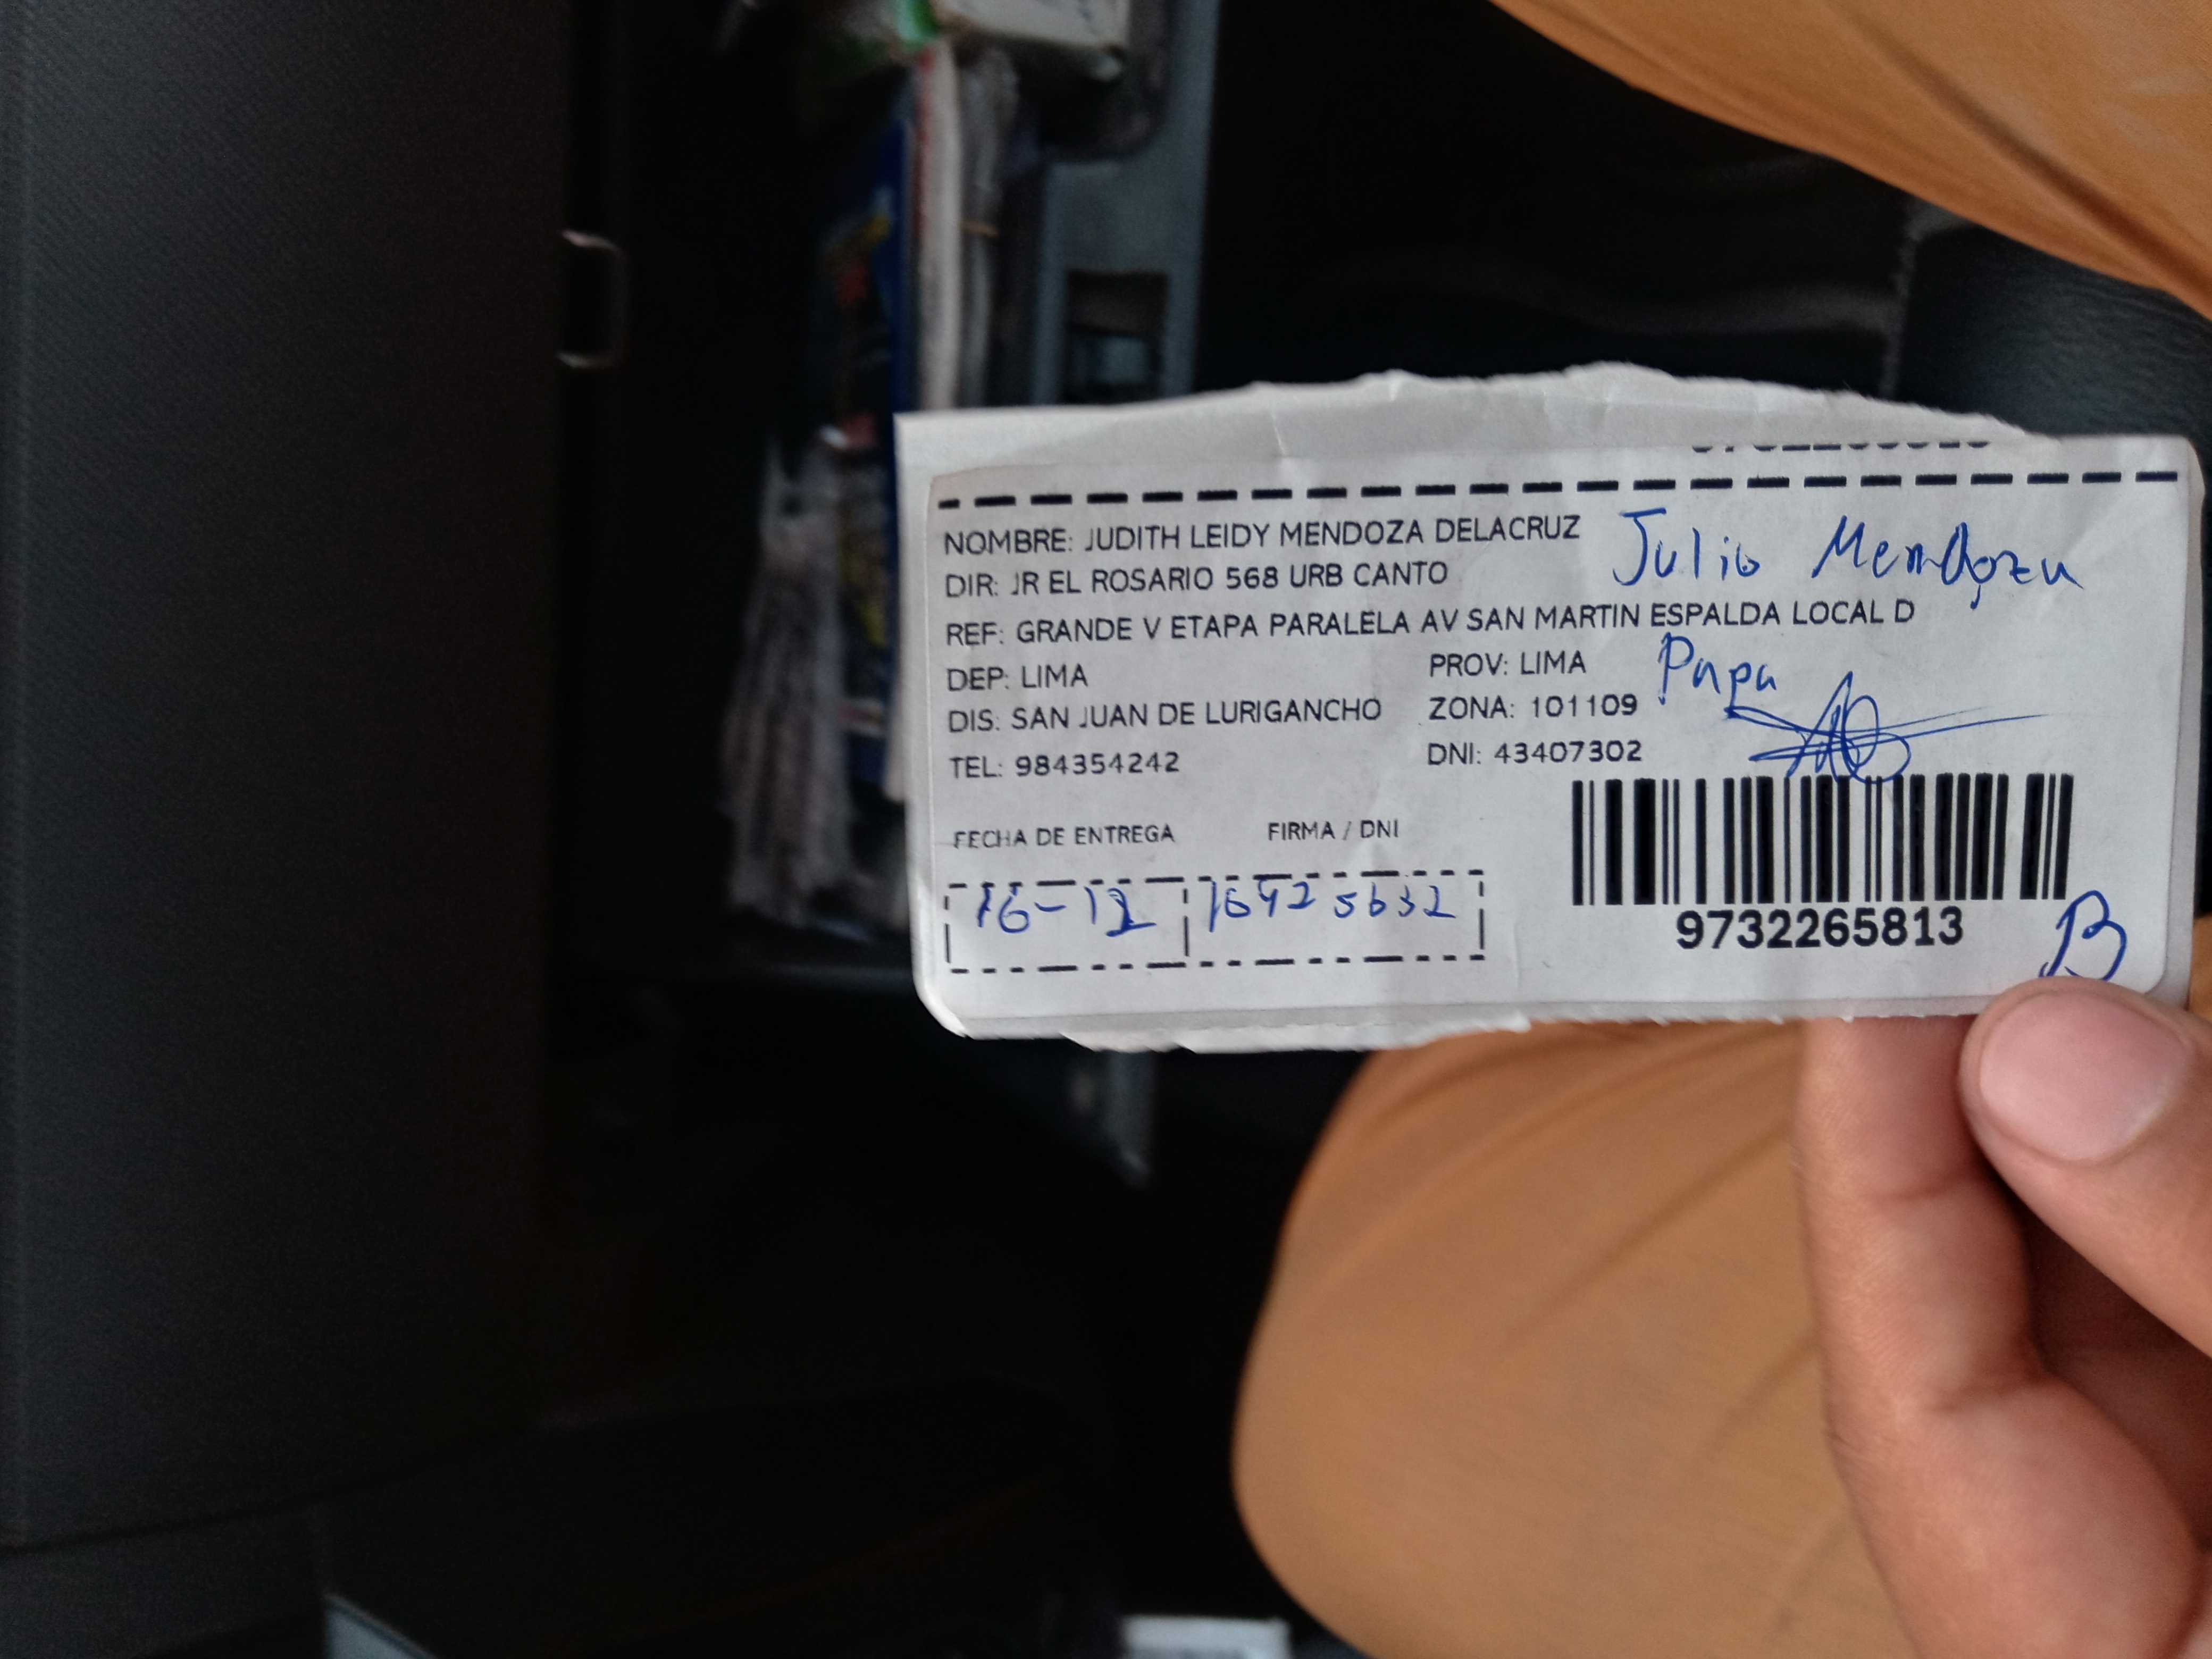 NOMBRE: JUDITH LEIDY MENDOZA DELACRUZ Julio Mendoza
DIR: JR EL ROSARIO 568 URB CANTO
REF: GRANDE V ETAPA PARALELA AV SAN MARTIN ESPALDA LOCAL D
DEP: LIMA PROV: LIMA Papa
DIS: SAN JUAN DE LURIGANCHO ZONA: 101109
TEL: 984354242 DNI: 43407302
FECHA DE ENTREGA FIRMA / DNI
16-12
9732265813
B